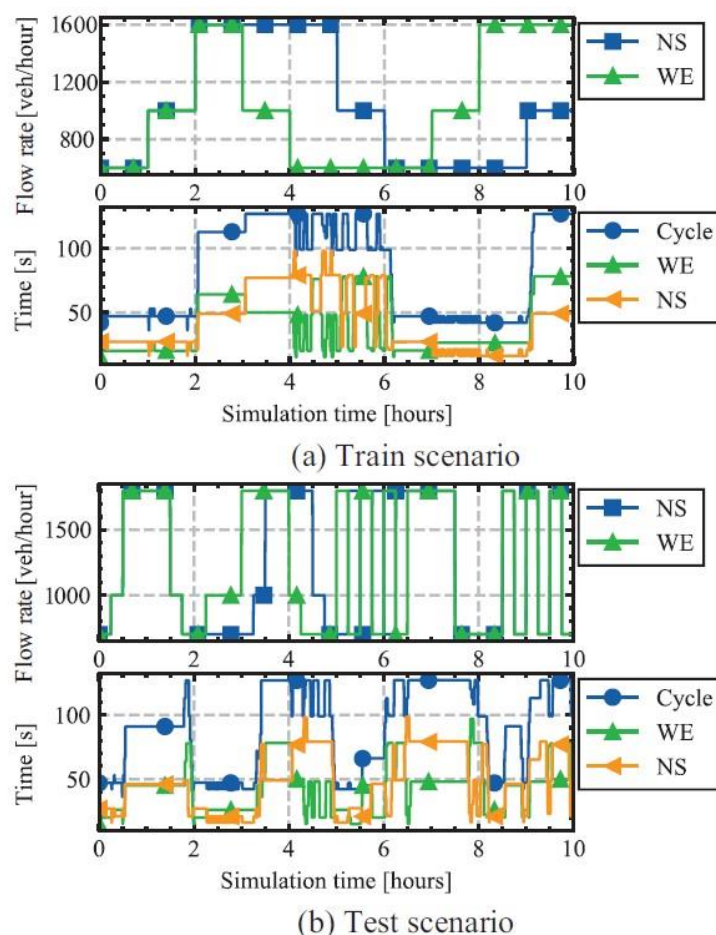 Flow rate [veh/hour]
1600
1200
800
0 2 4 6 8 10
NS
WE
Time [s]
100
50
0 2 4 6 8 10
Simulation time [hours]
Cycle
WE
NS
(a) Train scenario
Flow rate [veh/hour]
1500
1000
0 2 4 6 8 10
NS
WE
Time [s]
100
50
0 2 4 6 8 10
Simulation time [hours]
Cycle
WE
NS
(b) Test scenario